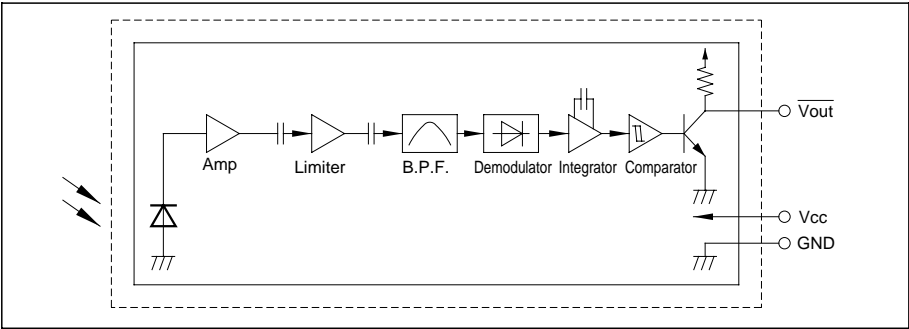 Amp
Limiter
B.P.F.
Demodulator
Integrator
Comparator
Vout
Vcc
GND